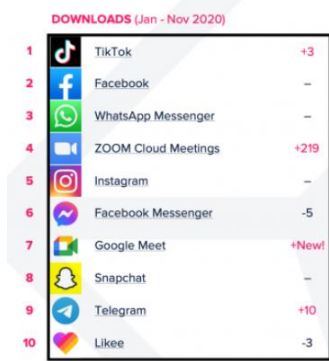 DOWNLOADS (Jan - Nov 2020)
1 TikTok +3
2 Facebook –
3 WhatsApp Messenger –
4 ZOOM Cloud Meetings +219
5 Instagram –
6 Facebook Messenger -5
7 Google Meet +New!
8 Snapchat –
9 Telegram +10
10 Likee -3